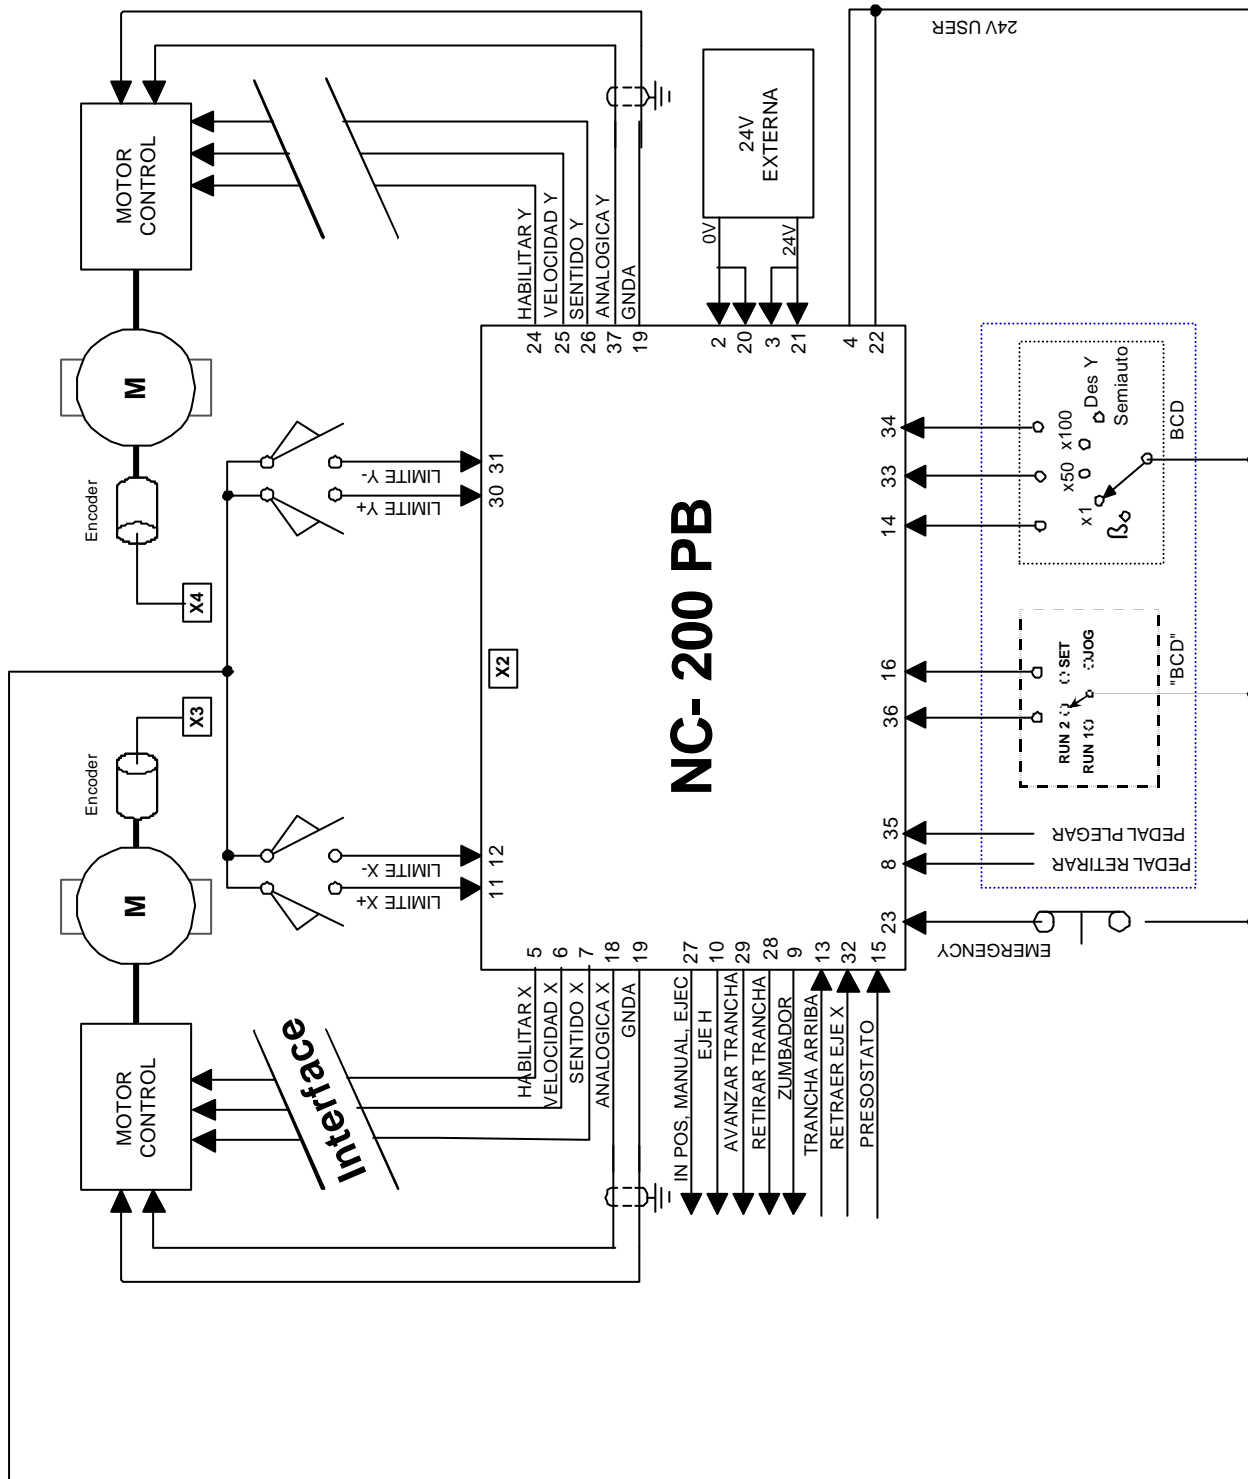 24V USER
MOTOR
CONTROL
M
Encoder
X4
24V
EXTERNA
0V
24V
HABILITAR Y
VELOCIDAD Y
SENTIDO Y
ANALOGICA Y
GNDA
24
25
26
37
19
2
20
3
21
4
22
LIMITE Y-
LIMITE Y+
31
30
34
33
14
16
36
35
8
23
x1
x50
x100
Des Y
Semiauto
BCD
NC- 200 PB
X2
RUN 1
RUN 2
SET
JOG
"BCD"
PEDAL PLEGAR
PEDAL RETIRAR
EMERGENCY
X3
Encoder
M
MOTOR
CONTROL
LIMITE X-
LIMITE X+
12
11
5
6
7
18
19
27
10
29
28
9
13
32
15
Interface
HABILITAR X
VELOCIDAD X
SENTIDO X
ANALOGICA X
GNDA
IN POS, MANUAL, EJEC
EJE H
AVANZAR TRANCHA
RETIRAR TRANCHA
ZUMBADOR
TRANCHA ARRIBA
RETRAER EJE X
PRESOSTATO